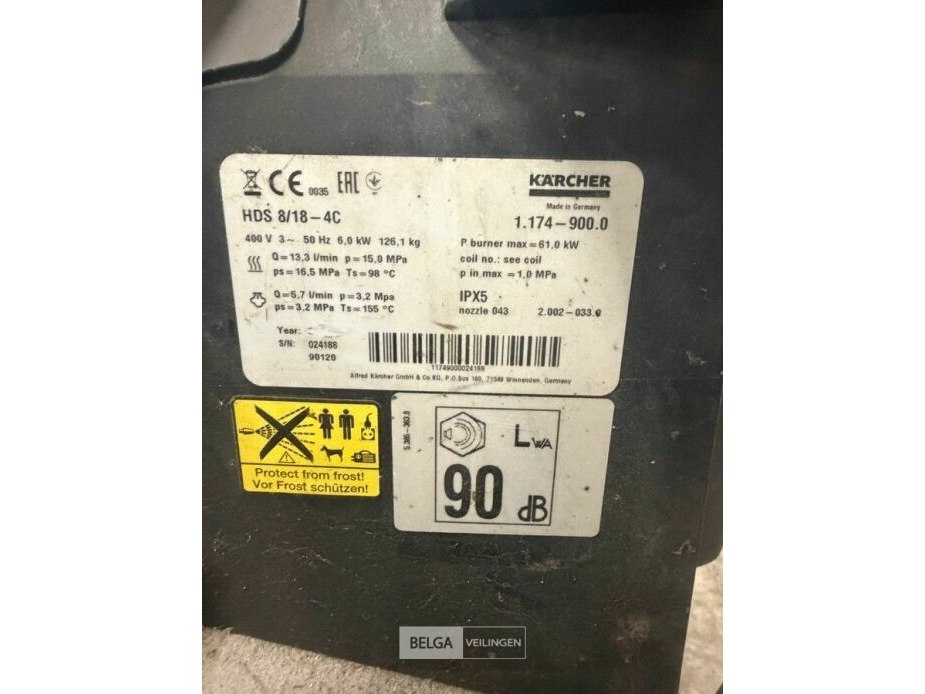 0035 EAC
KÄRCHER
Made in Germany
HDS 8/18-4C
1.174-900.0
400 V 3~ 50 Hz 6,0 kW 126.1 kg
Q=13,3 l/min p=15,0 MPa
ps=16,5 MPa Ts=98 °C
P burner max=61,0 kW
coil no.: see coil
p in max =1,0 MPa
Q=5,7 l/min p=3,2 Mpa
ps=3,2 MPa Ts=155 °C
IPX5
nozzle 043 2.002-033.0
Year:
S/N: 024188
90120
Alfred Kärcher GmbH & Co.KG, P.O.Box 160, 71349 Winnenden, Germany
Protect from frost!
Vor Frost schützen!
LWA
90 dB
BELGA VEILINGEN